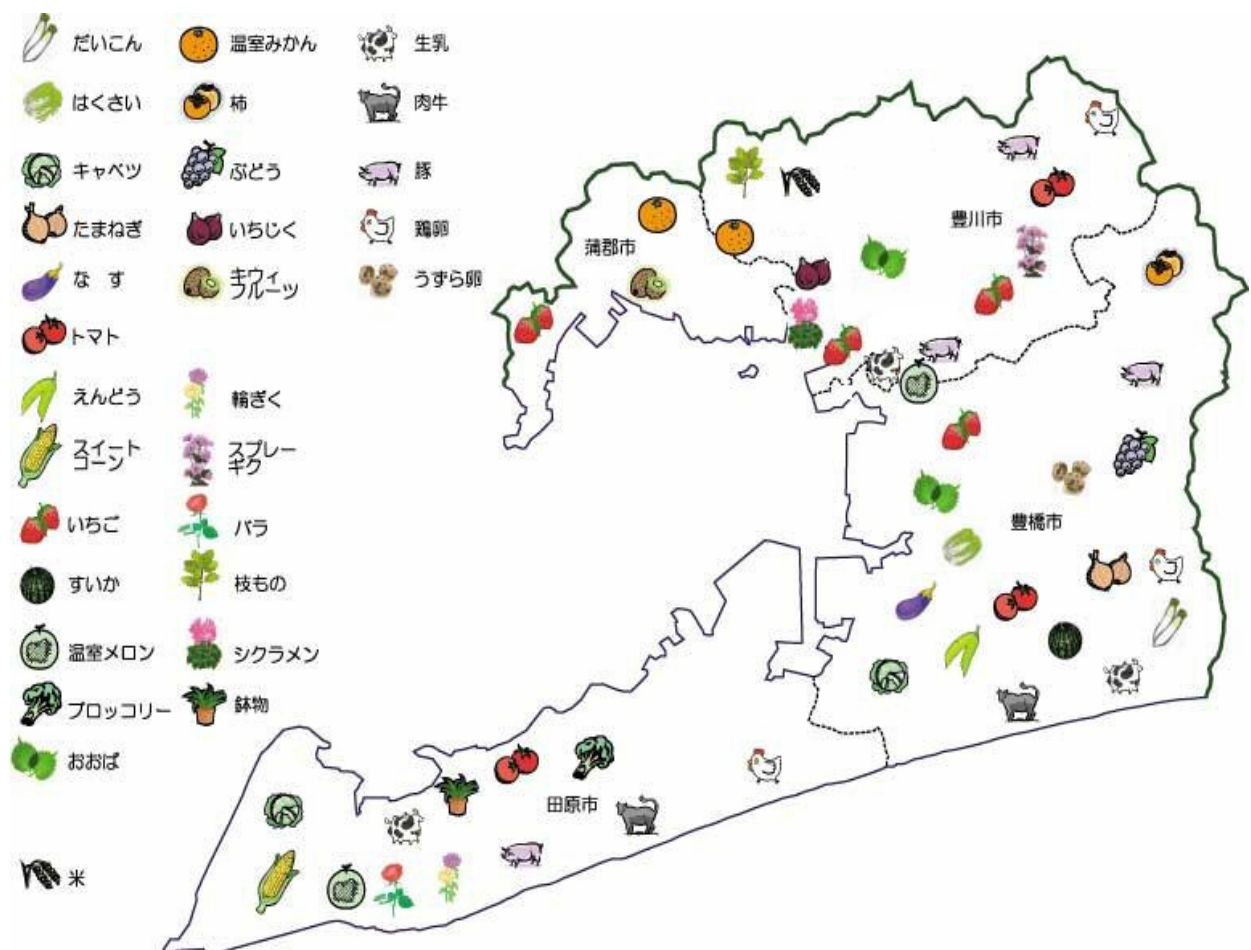 だいこん
はくさい
キャベツ
たまねぎ
なす
トマト
えんどう
スイート
コーン
いちご
すいか
温室メロン
ブロッコリー
おおば
米
温室みかん
柿
ぶどう
いちじく
キウィ
フルーツ
輪ぎく
スプレー
ギク
バラ
枝もの
シクラメン
鉢物
生乳
肉牛
豚
鶏卵
うずら卵
蒲郡市
豊川市
豊橋市
田原市